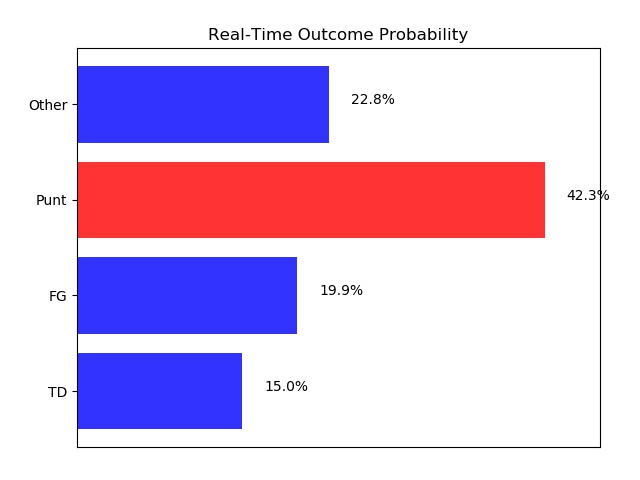 Real-Time Outcome Probability
Other 22.8%
Punt 42.3%
FG 19.9%
TD 15.0%